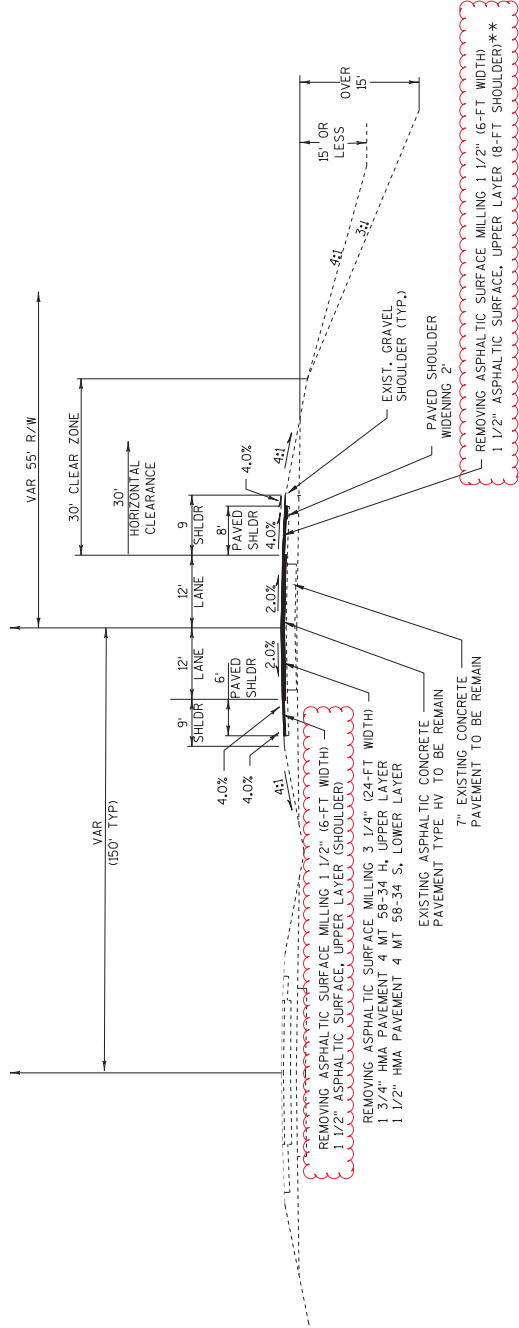 VAR
(150' TYP)
VAR 55' R/W
30' CLEAR ZONE
30'
HORIZONTAL
CLEARANCE
9'
SHLDR
12'
LANE
12'
LANE
9
SHLDR
6'
PAVED
SHLDR
8'
PAVED
SHLDR
4.0%
4.0%
2.0%
2.0%
4.0%
4.0%
4:1
4:1
4:1
3:1
15' OR
LESS
OVER
15'
EXIST. GRAVEL
SHOULDER (TYP.)
PAVED SHOULDER
WIDENING 2'
REMOVING ASPHALTIC SURFACE MILLING 1 1/2" (6-FT WIDTH)
1 1/2" ASPHALTIC SURFACE, UPPER LAYER (8-FT SHOULDER)**
REMOVING ASPHALTIC SURFACE MILLING 1 1/2" (6-FT WIDTH)
1 1/2" ASPHALTIC SURFACE, UPPER LAYER (SHOULDER)
REMOVING ASPHALTIC SURFACE MILLING 3 1/4" (24-FT WIDTH)
1 3/4" HMA PAVEMENT 4 MT 58-34 H, UPPER LAYER
1 1/2" HMA PAVEMENT 4 MT 58-34 S, LOWER LAYER
EXISTING ASPHALTIC CONCRETE
PAVEMENT TYPE HV TO BE REMAIN
7" EXISTING CONCRETE
PAVEMENT TO BE REMAIN